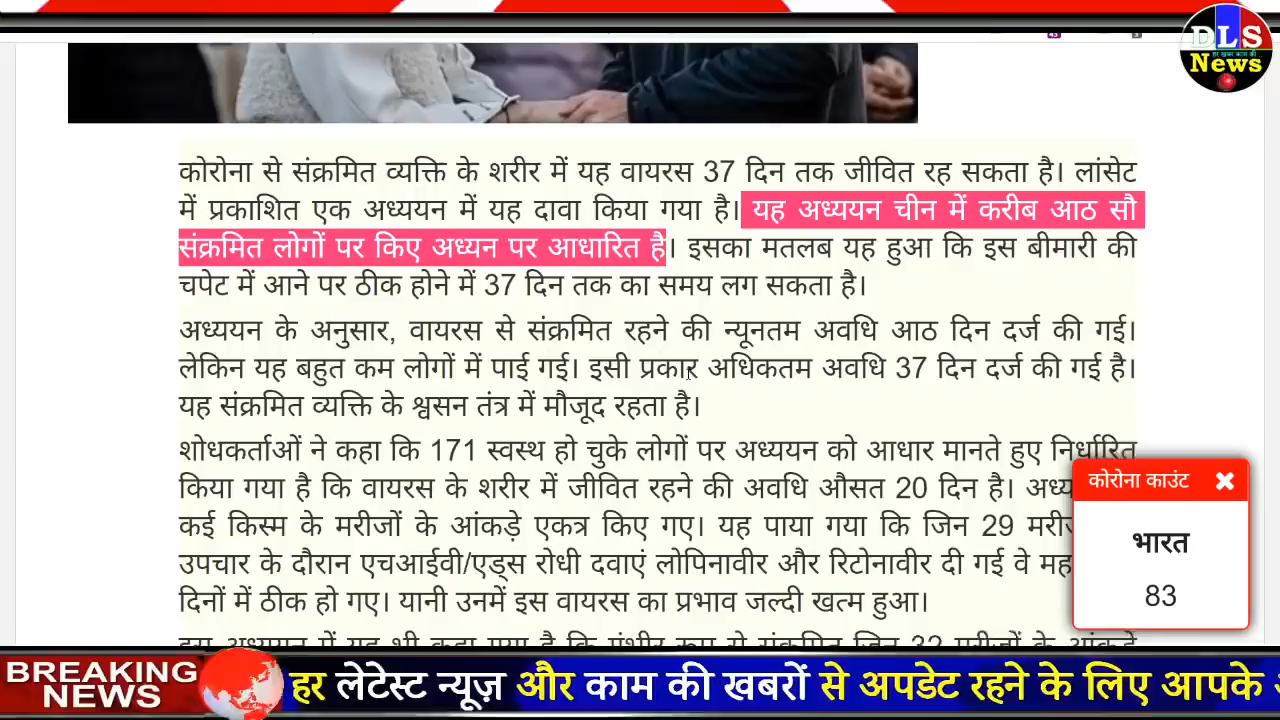 DLS
News
कोरोना से संक्रमित व्यक्ति के शरीर में यह वायरस 37 दिन तक जीवित रह सकता है। लांसेट
में प्रकाशित एक अध्ययन में यह दावा किया गया है। यह अध्ययन चीन में करीब आठ सौ
संक्रमित लोगों पर किए अध्यन पर आधारित है। इसका मतलब यह हुआ कि इस बीमारी की
चपेट में आने पर ठीक होने में 37 दिन तक का समय लग सकता है।
अध्ययन के अनुसार, वायरस से संक्रमित रहने की न्यूनतम अवधि आठ दिन दर्ज की गई।
लेकिन यह बहुत कम लोगों में पाई गई। इसी प्रकार अधिकतम अवधि 37 दिन दर्ज की गई है।
यह संक्रमित व्यक्ति के श्वसन तंत्र में मौजूद रहता है।
शोधकर्ताओं ने कहा कि 171 स्वस्थ हो चुके लोगों पर अध्ययन को आधार मानते हुए निर्धारित
किया गया है कि वायरस के शरीर में जीवित रहने की अवधि औसत 20 दिन है।
कई किस्म के मरीजों के आंकड़े एकत्र किए गए। यह पाया गया कि जिन 29
उपचार के दौरान एचआईवी/एड्स रोधी दवाएं लोपिनावीर और रिटोनावीर दी गई वे
दिनों में ठीक हो गए। यानी उनमें इस वायरस का प्रभाव जल्दी खत्म हुआ।
कोरोना काउंट
भारत
83
BREAKING
NEWS
हर लेटेस्ट न्यूज़ और काम की खबरों से अपडेट रहने के लिए आपके